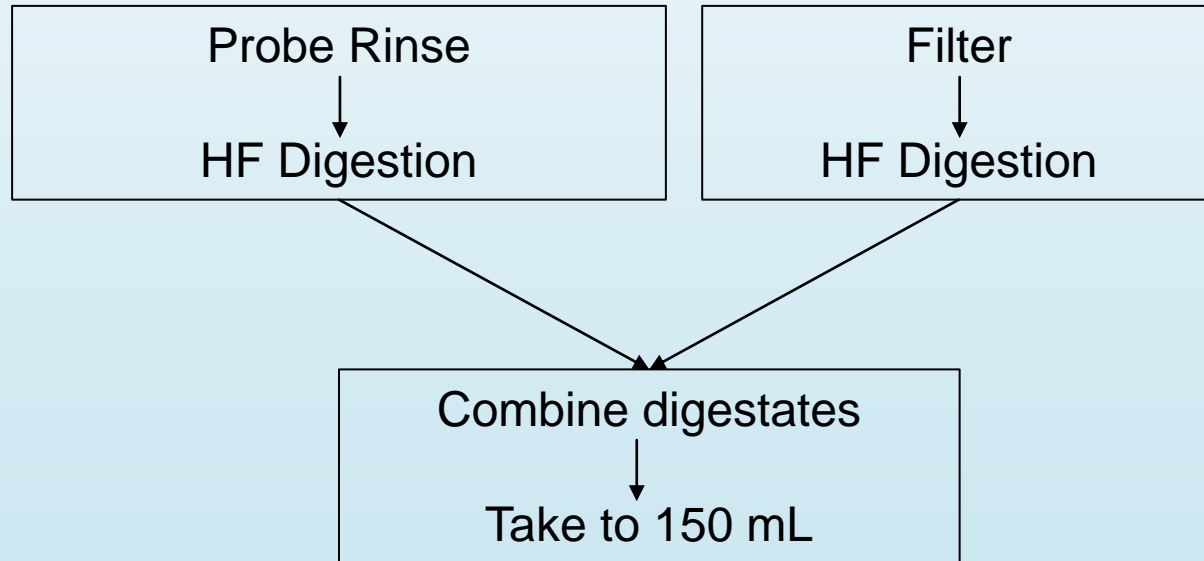 Probe Rinse
HF Digestion
Filter
HF Digestion
Combine digestates
Take to 150 mL